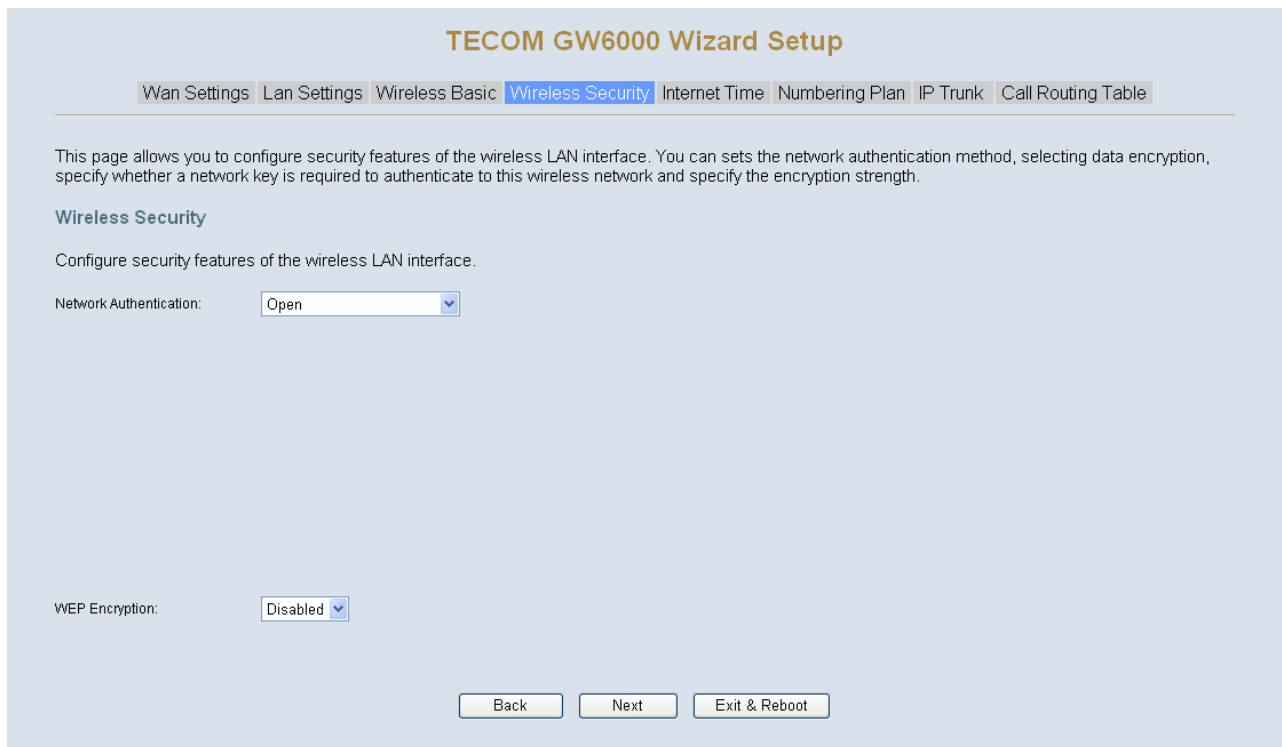 TECOM GW6000 Wizard Setup
Wan Settings Lan Settings Wireless Basic Wireless Security Internet Time Numbering Plan IP Trunk Call Routing Table
This page allows you to configure security features of the wireless LAN interface. You can sets the network authentication method, selecting data encryption,
specify whether a network key is required to authenticate to this wireless network and specify the encryption strength.
Wireless Security
Configure security features of the wireless LAN interface.
Network Authentication: Open
WEP Encryption: Disabled
Back Next Exit & Reboot